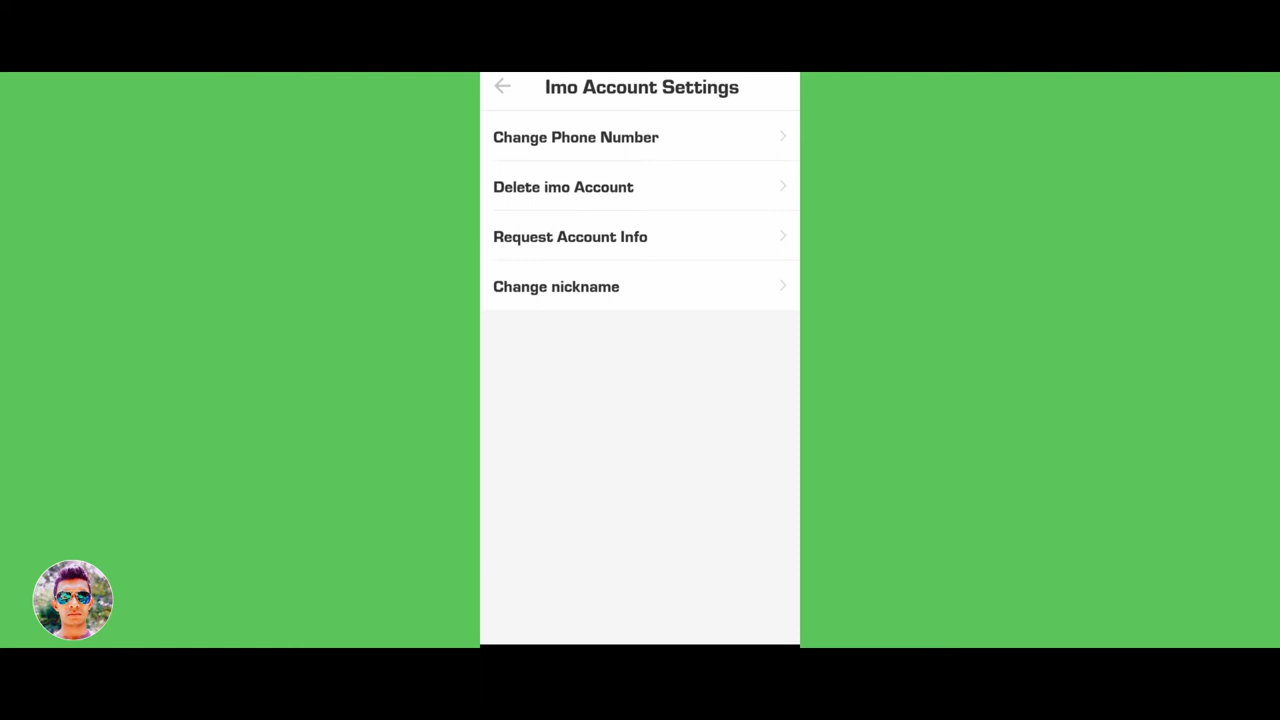 Imo Account Settings
Change Phone Number
Delete imo Account
Request Account Info
Change nickname